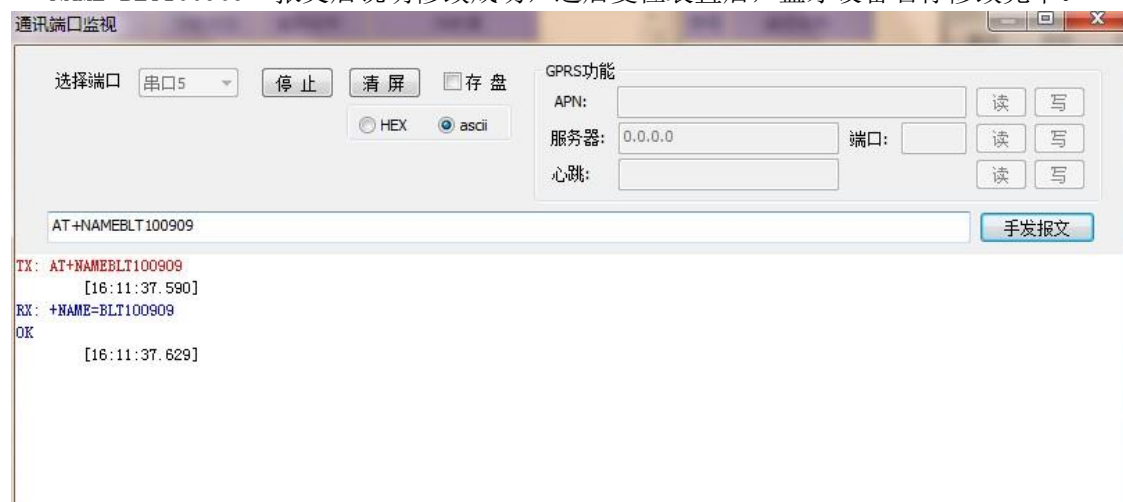 通讯端口监视
选择端口 串口5 停止 清屏 存盘
HEX ascii
GPRS功能
APN: 读 写
服务器: 0.0.0.0 端口: 读 写
心跳: 读 写
AT+NAMEBLT100909 手发报文
TX: AT+NAMEBLT100909
[16:11:37.590]
RX: +NAME=BLT100909
OK
[16:11:37.629]